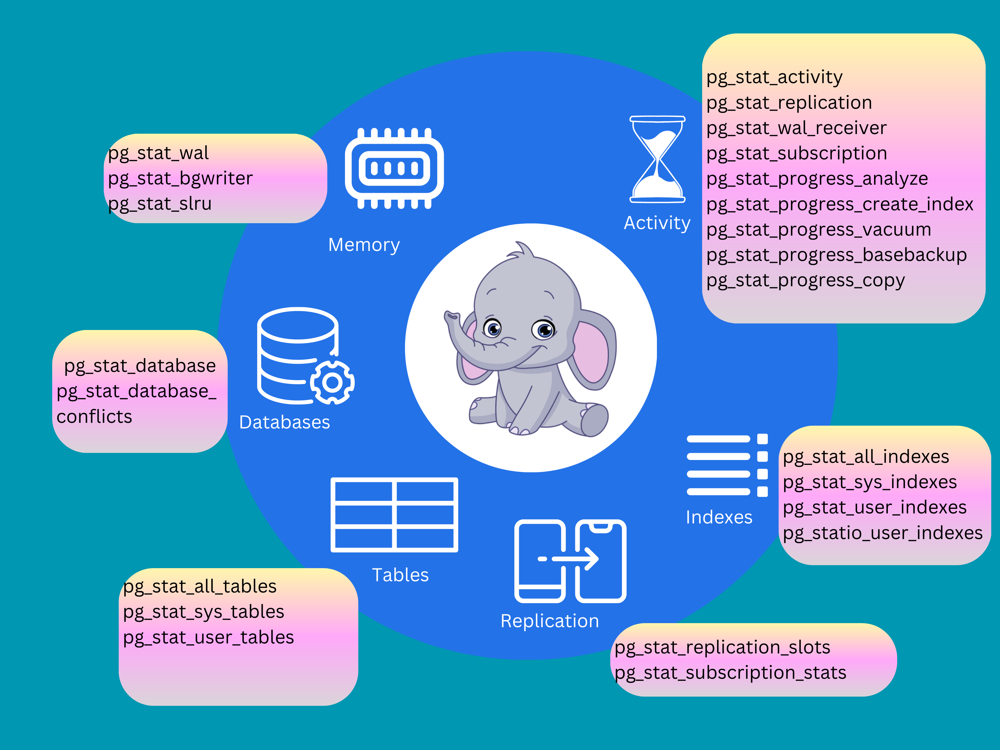 pg_stat_wal
pg_stat_bgwriter
pg_stat_slru
Memory
Activity
pg_stat_activity
pg_stat_replication
pg_stat_wal_receiver
pg_stat_subscription
pg_stat_progress_analyze
pg_stat_progress_create_index
pg_stat_progress_vacuum
pg_stat_progress_basebackup
pg_stat_progress_copy
pg_stat_database
pg_stat_database_
conflicts
Databases
Indexes
pg_stat_all_indexes
pg_stat_sys_indexes
pg_stat_user_indexes
pg_statio_user_indexes
Tables
pg_stat_all_tables
pg_stat_sys_tables
pg_stat_user_tables
Replication
pg_stat_replication_slots
pg_stat_subscription_stats